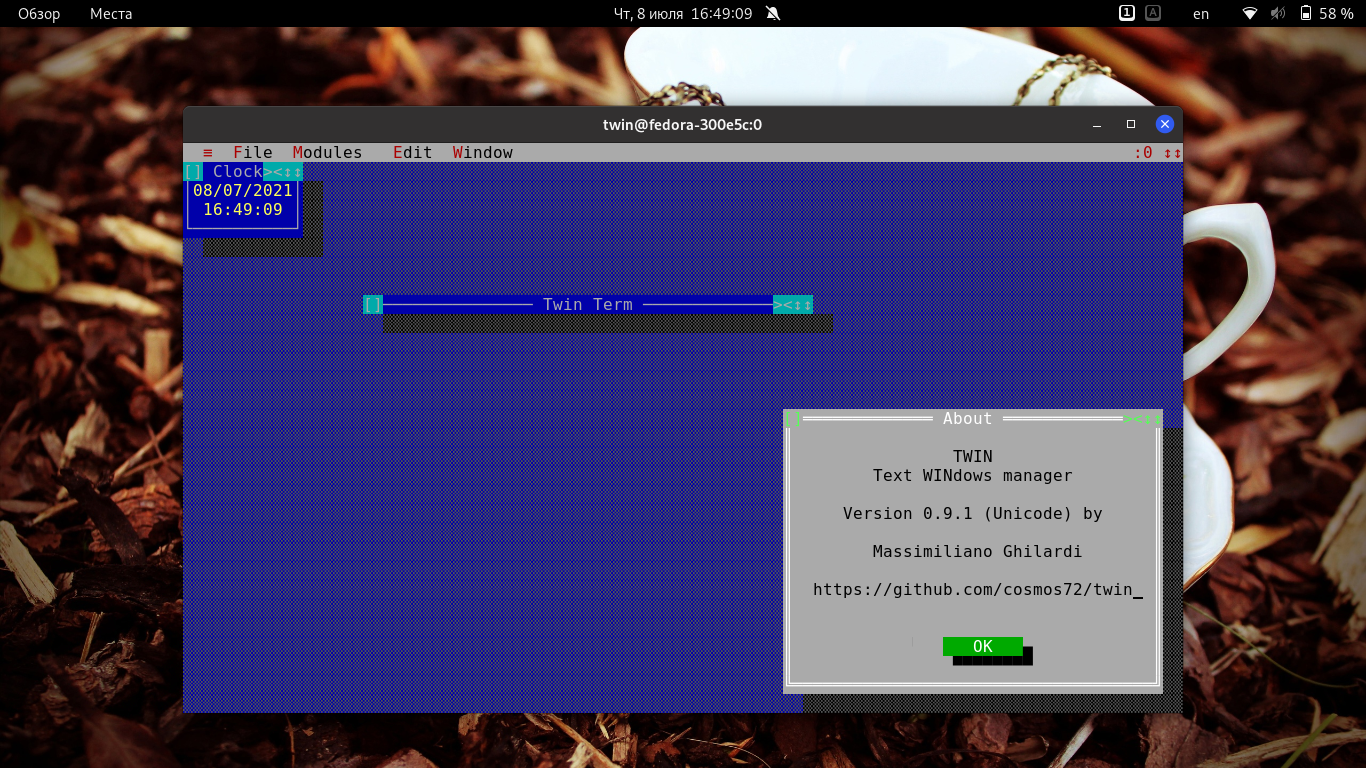 Обзор Места Чт, 8 июля 16:49:09 1 A en 58 %
twin@fedora-300e5c:0
≡ File Modules Edit Window :0 ↕↕
[] Clock><↕↕
08/07/2021
16:49:09
[] Twin Term ><↕↕
[] About ><↕↕
TWIN
Text WINdows manager
Version 0.9.1 (Unicode) by
Massimiliano Ghilardi
https://github.com/cosmos72/twin_
OK